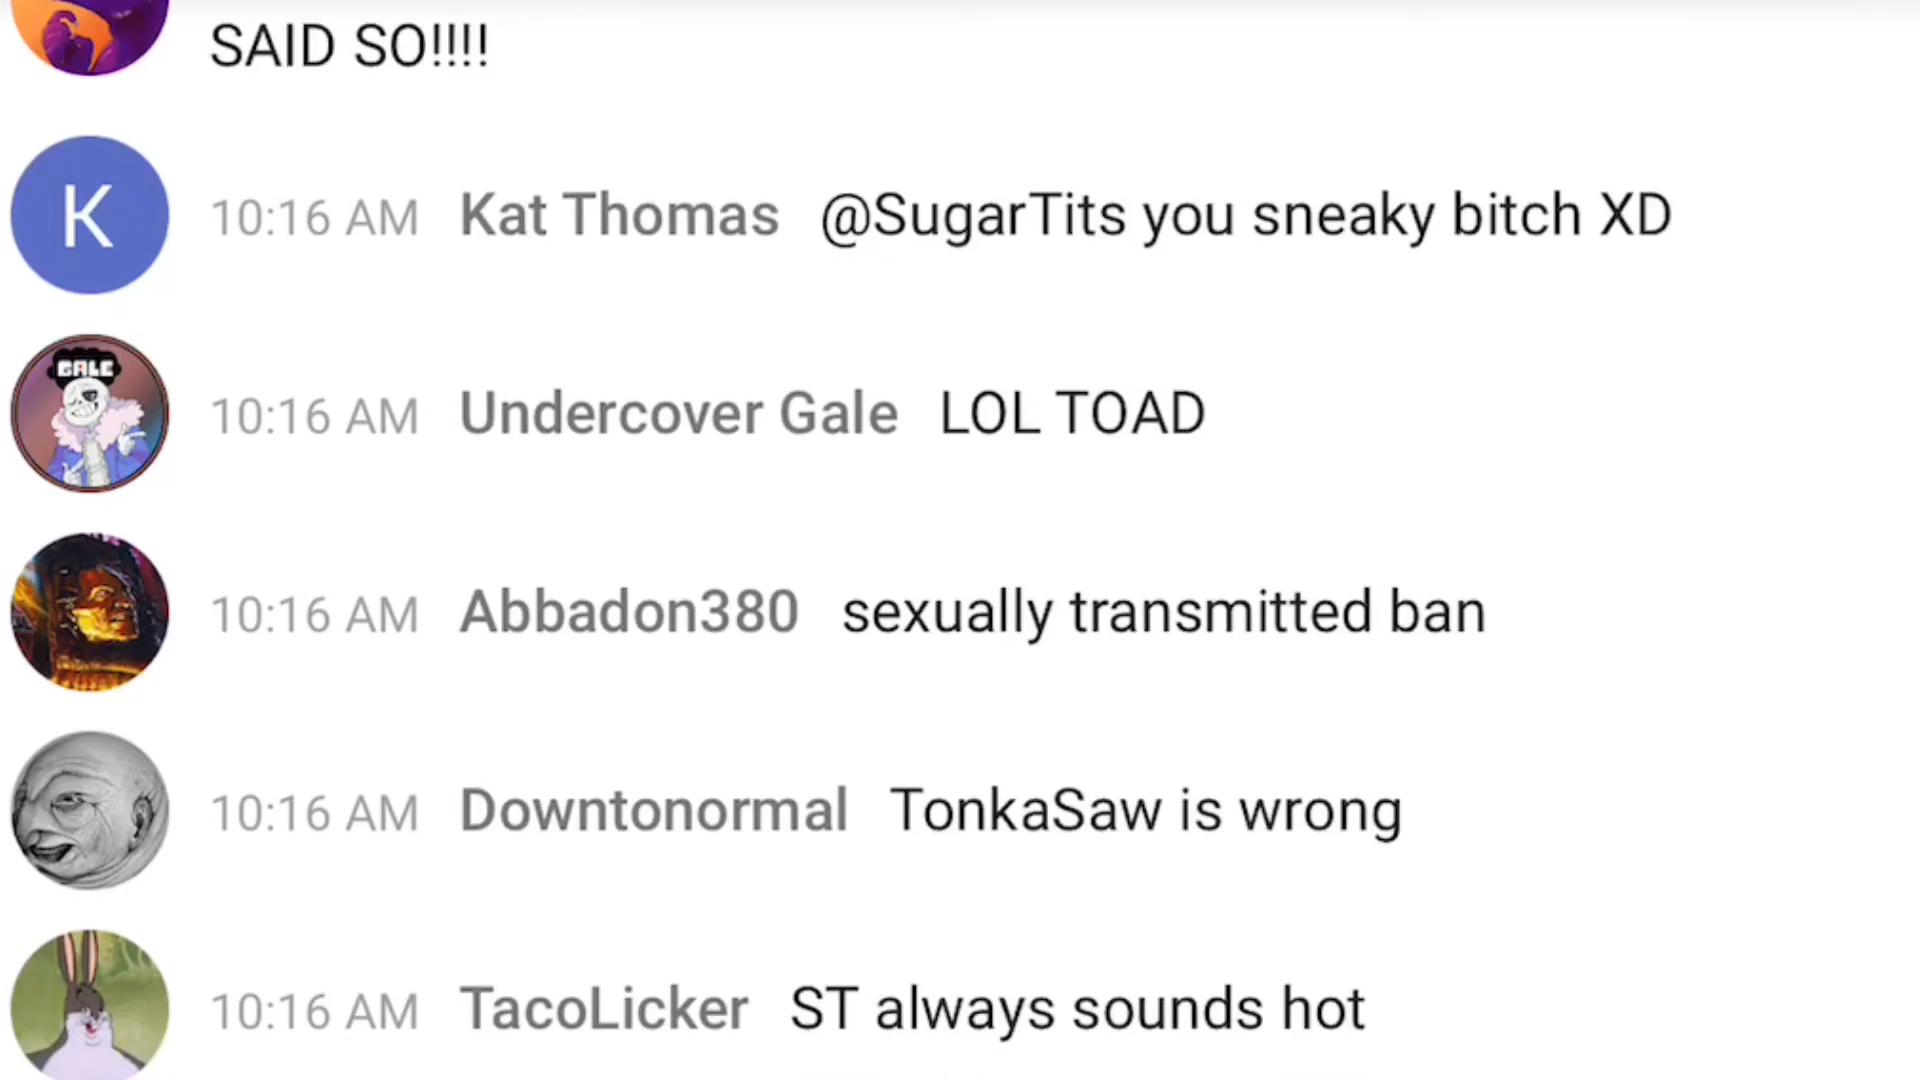 SAID SO!!!!
K
10:16 AM Kat Thomas @SugarTits you sneaky bitch XD
GALE
10:16 AM Undercover Gale LOL TOAD
10:16 AM Abbadon380 sexually transmitted ban
10:16 AM Downtonormal TonkaSaw is wrong
10:16 AM TacoLicker ST always sounds hot